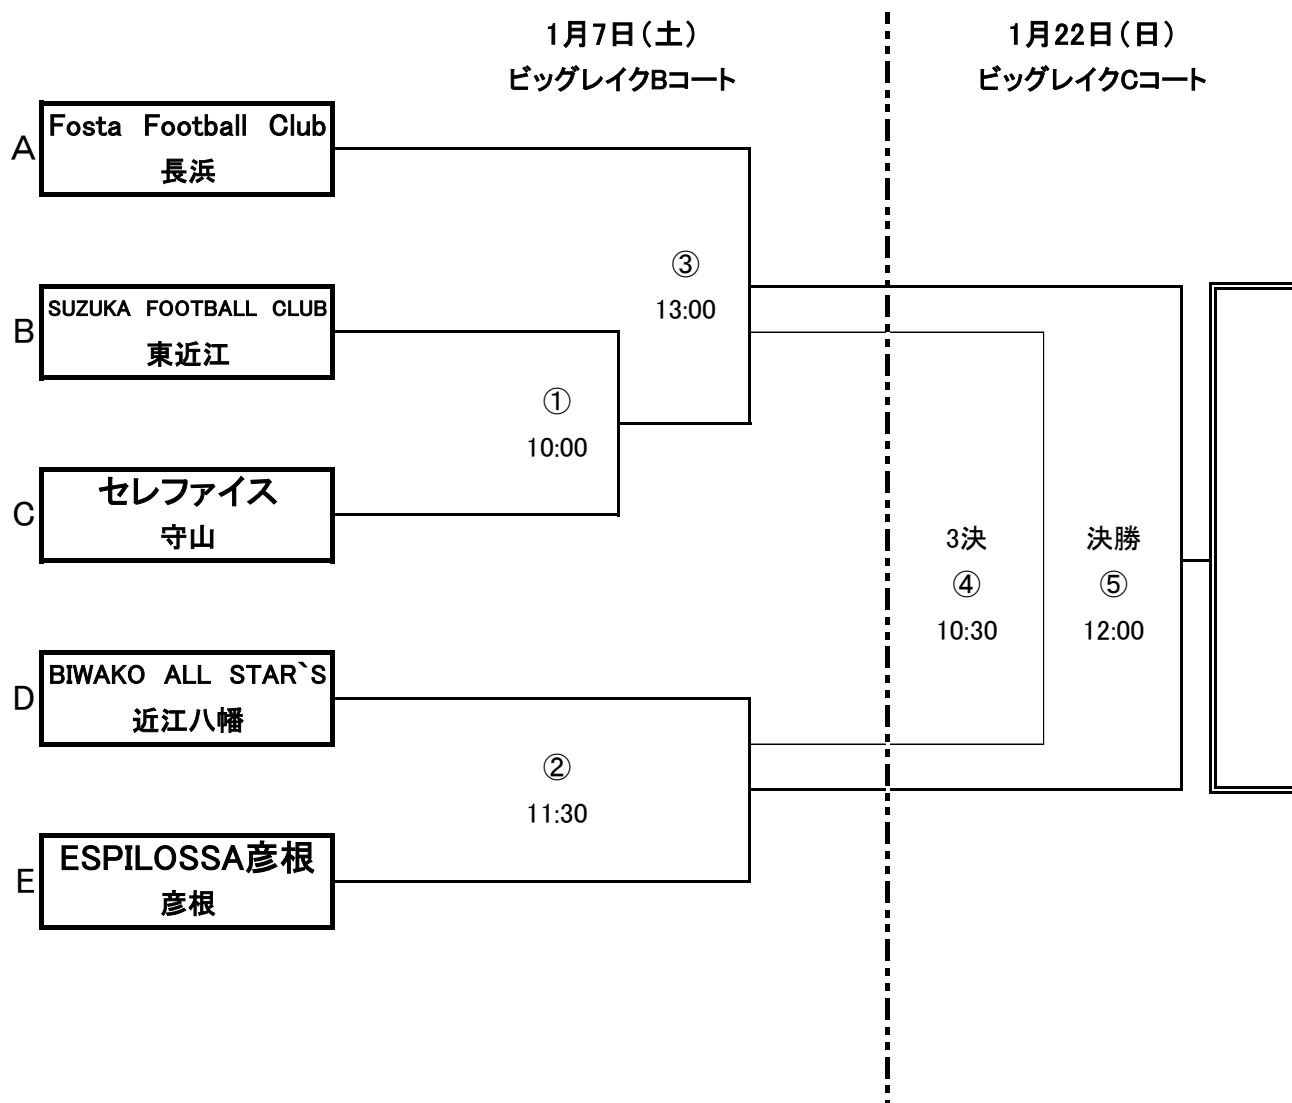 1月7日（土）
ビッグレイクBコート
1月22日（日）
ビッグレイクCコート
A
Fosta Football Club
長浜
B
SUZUKA FOOTBALL CLUB
東近江
C
セレファイス
守山
D
BIWAKO ALL STAR`S
近江八幡
E
ESPILOSSA彦根
彦根
①
10:00
②
11:30
③
13:00
3決
④
10:30
決勝
⑤
12:00